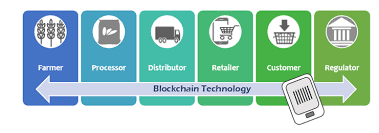 Farmer
Processor
Distributor
Retailer
Customer
Regulator
Blockchain Technology